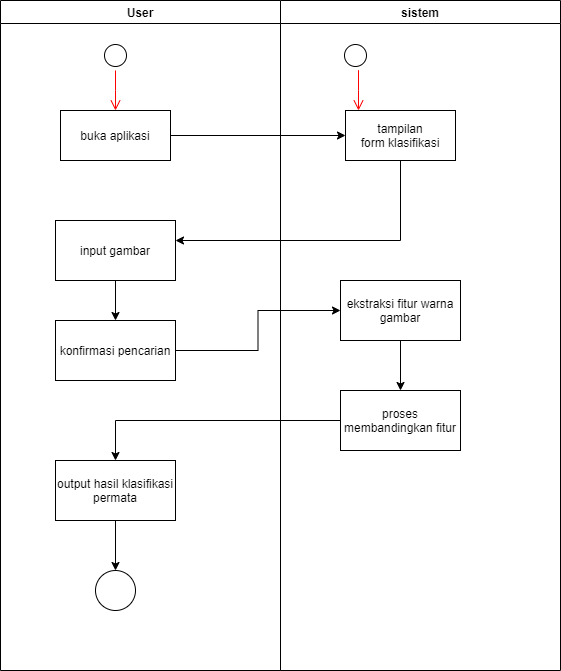 User
sistem
buka aplikasi
tampilan
form klasifikasi
input gambar
ekstraksi fitur warna
gambar
konfirmasi pencarian
proses
membandingkan fitur
output hasil klasifikasi
permata